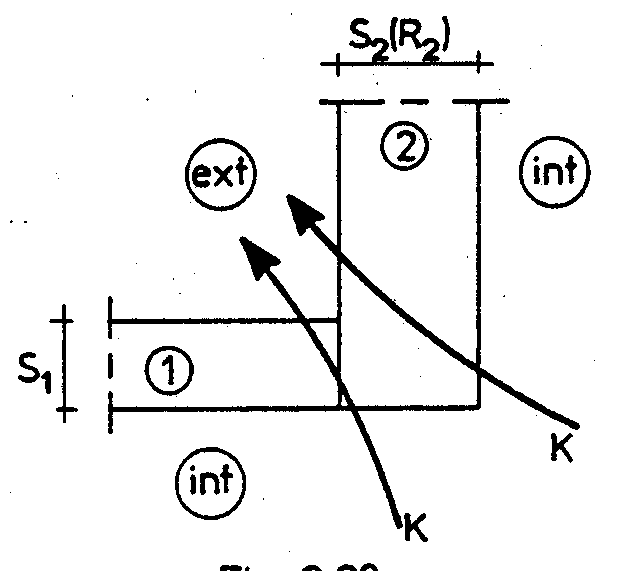 S₂(R₂)
2
ext
int
S₁
1
int
K
K